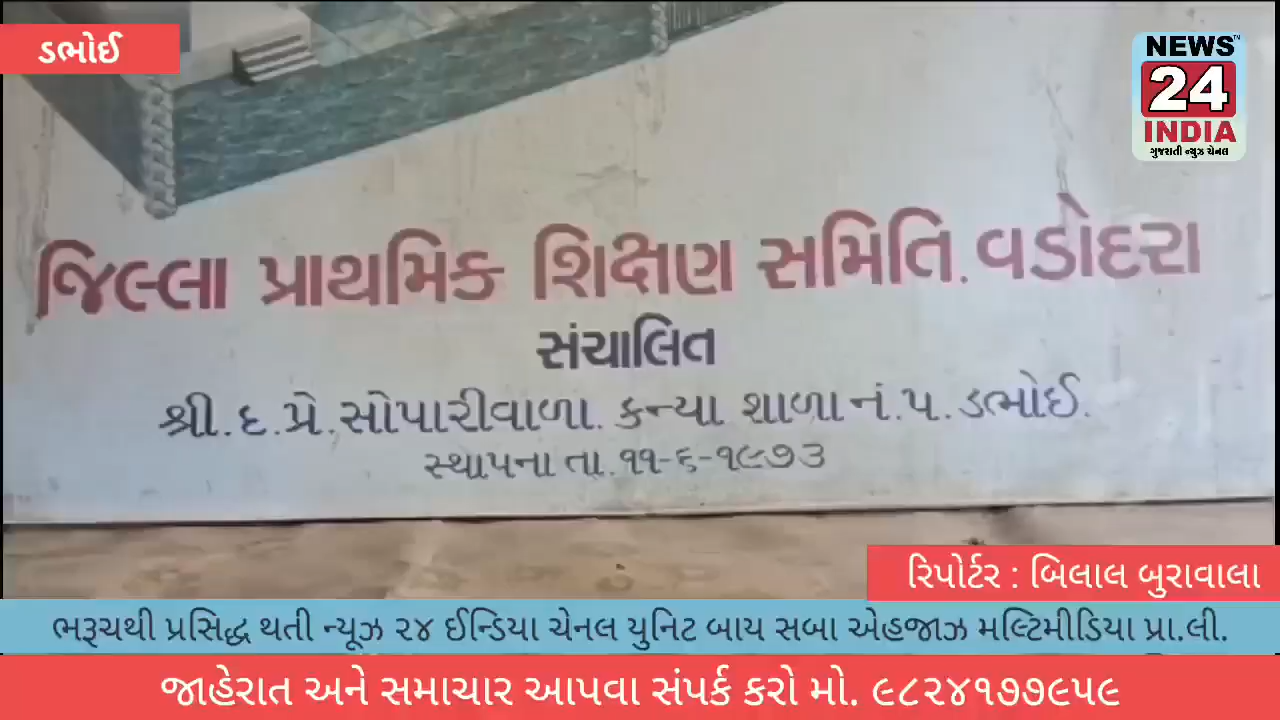 ડભોઈ
NEWS
24
INDIA
ગુજરાતી ન્યુઝ ચેનલ
જિલ્લા પ્રાથમિક શિક્ષણ સમિતિ. વડોદરા
સંચાલિત
શ્રી. દ. પ્રે. સોપારીવાળા. કન્યા શાળા નં. ૫. ડભોઈ.
સ્થાપના તા. ૧૧-૬-૧૯૭૩
રિપોર્ટર : બિલાલ બુરાવાલા
ભરૂચથી પ્રસિદ્ધ થતી ન્યૂઝ ૨૪ ઈન્ડિયા ચેનલ યુનિટ બાય સબા એહજાઝ મલ્ટિમીડિયા પ્રા.લી.
જાહેરાત અને સમાચાર આપવા સંપર્ક કરો મો. ૯૮૨૪૧૭૭૯૫૯